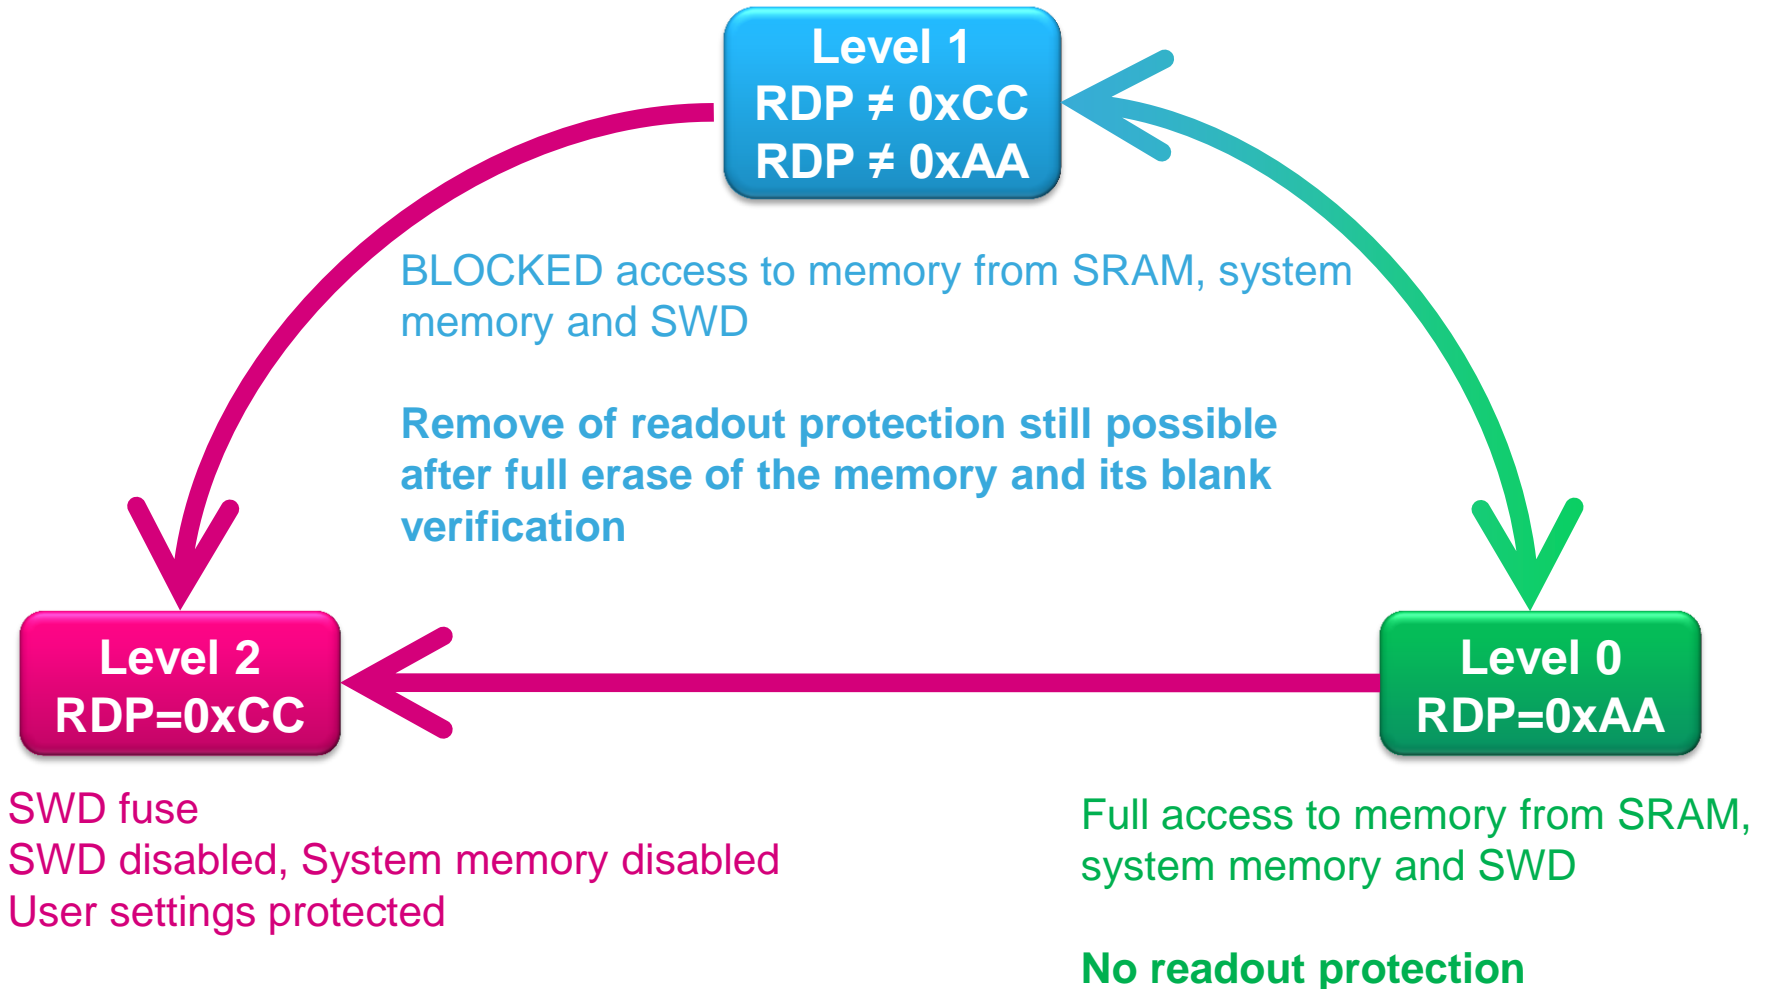 Level 1
RDP ≠ 0xCC
RDP ≠ 0xAA
BLOCKED access to memory from SRAM, system
memory and SWD
Remove of readout protection still possible
after full erase of the memory and its blank
verification
Level 2
RDP=0xCC
Level 0
RDP=0xAA
SWD fuse
SWD disabled, System memory disabled
User settings protected
Full access to memory from SRAM,
system memory and SWD
No readout protection